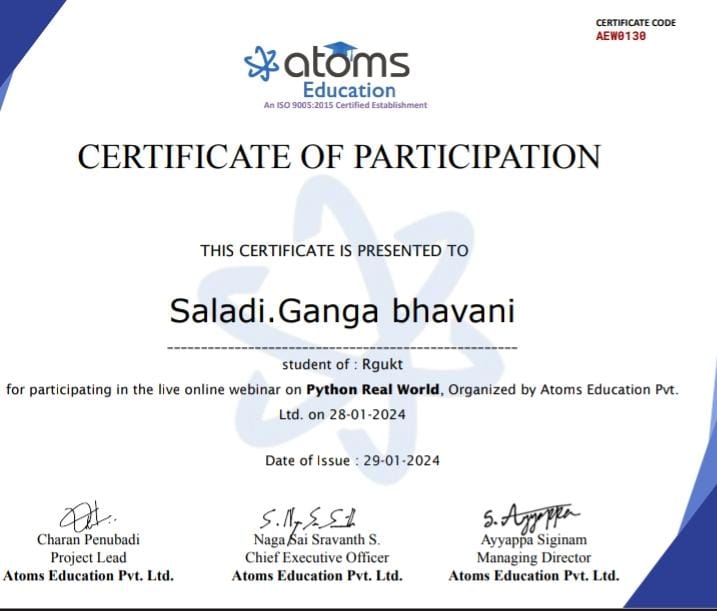 CERTIFICATE CODE
AEW0130
atoms
Education
An ISO 9005:2015 Certified Establishment
CERTIFICATE OF PARTICIPATION
THIS CERTIFICATE IS PRESENTED TO
Saladi.Ganga bhavani
student of : Rgukt
for participating in the live online webinar on Python Real World, Organized by Atoms Education Pvt.
Ltd. on 28-01-2024
Date of Issue : 29-01-2024
S. Ayyappa
Charan Penubadi
Project Lead
Atoms Education Pvt. Ltd.
Naga Sai Sravanth S.
Chief Executive Officer
Atoms Education Pvt. Ltd.
Ayyappa Siginam
Managing Director
Atoms Education Pvt. Ltd.